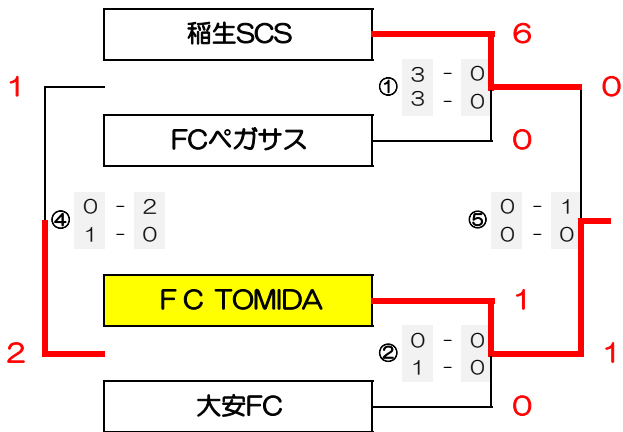 稲生SCS
6
① 3 - 0
3 - 0
1
0
FCペガサス
0
④ 0 - 2
1 - 0
⑤ 0 - 1
0 - 0
FC TOMIDA
1
② 0 - 0
1 - 0
2
1
大安FC
0